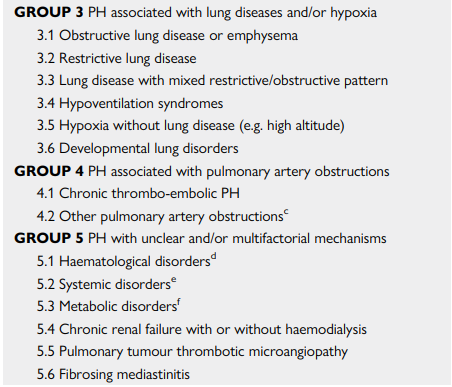 GROUP 3 PH associated with lung diseases and/or hypoxia
3.1 Obstructive lung disease or emphysema
3.2 Restrictive lung disease
3.3 Lung disease with mixed restrictive/obstructive pattern
3.4 Hypoventilation syndromes
3.5 Hypoxia without lung disease (e.g. high altitude)
3.6 Developmental lung disorders
GROUP 4 PH associated with pulmonary artery obstructions
4.1 Chronic thrombo-embolic PH
4.2 Other pulmonary artery obstructionsᶜ
GROUP 5 PH with unclear and/or multifactorial mechanisms
5.1 Haematological disordersᵈ
5.2 Systemic disordersᵉ
5.3 Metabolic disordersᶠ
5.4 Chronic renal failure with or without haemodialysis
5.5 Pulmonary tumour thrombotic microangiopathy
5.6 Fibrosing mediastinitis